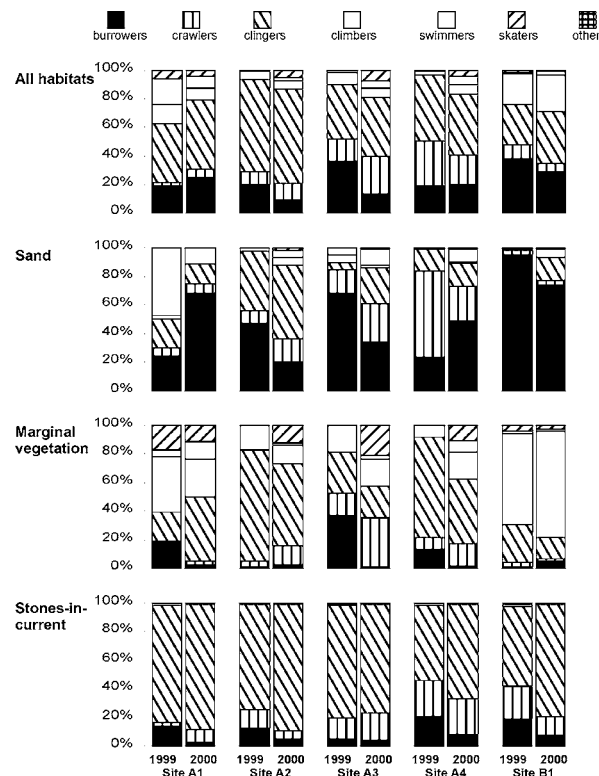 burrowers crawlers clingers climbers swimmers skaters other
All habitats
100%
80%
60%
40%
20%
0%
Sand
100%
80%
60%
40%
20%
0%
Marginal
vegetation
100%
80%
60%
40%
20%
0%
Stones-in-
current
100%
80%
60%
40%
20%
0%
1999 2000 1999 2000 1999 2000 1999 2000 1999 2000
Site A1 Site A2 Site A3 Site A4 Site B1